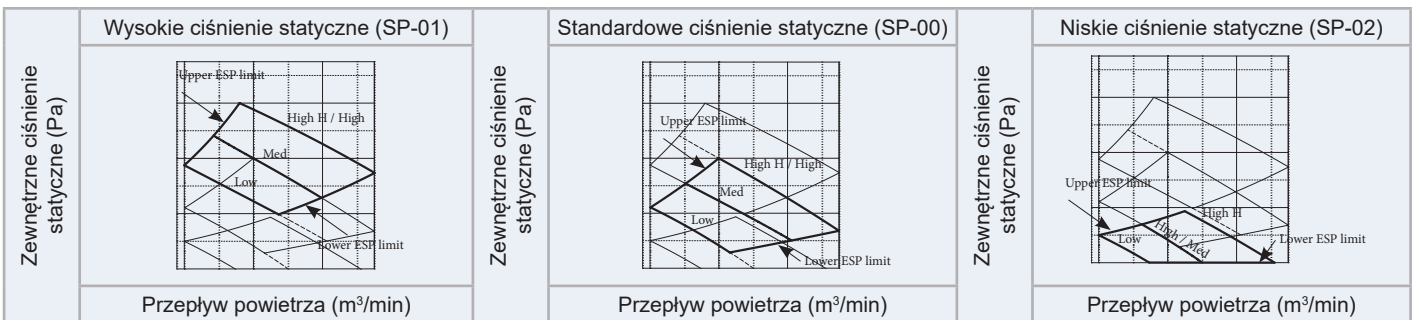 Zewnętrzne ciśnienie
statyczne (Pa)
Wysokie ciśnienie statyczne (SP-01)
Upper ESP limit
High H / High
Med
Low
Lower ESP limit
Przepływ powietrza (m³/min)
Zewnętrzne ciśnienie
statyczne (Pa)
Standardowe ciśnienie statyczne (SP-00)
Upper ESP limit
High H / High
Med
Low
Lower ESP limit
Przepływ powietrza (m³/min)
Zewnętrzne ciśnienie
statyczne (Pa)
Niskie ciśnienie statyczne (SP-02)
Upper ESP limit
High H
Low
High / Med
Lower ESP limit
Przepływ powietrza (m³/min)